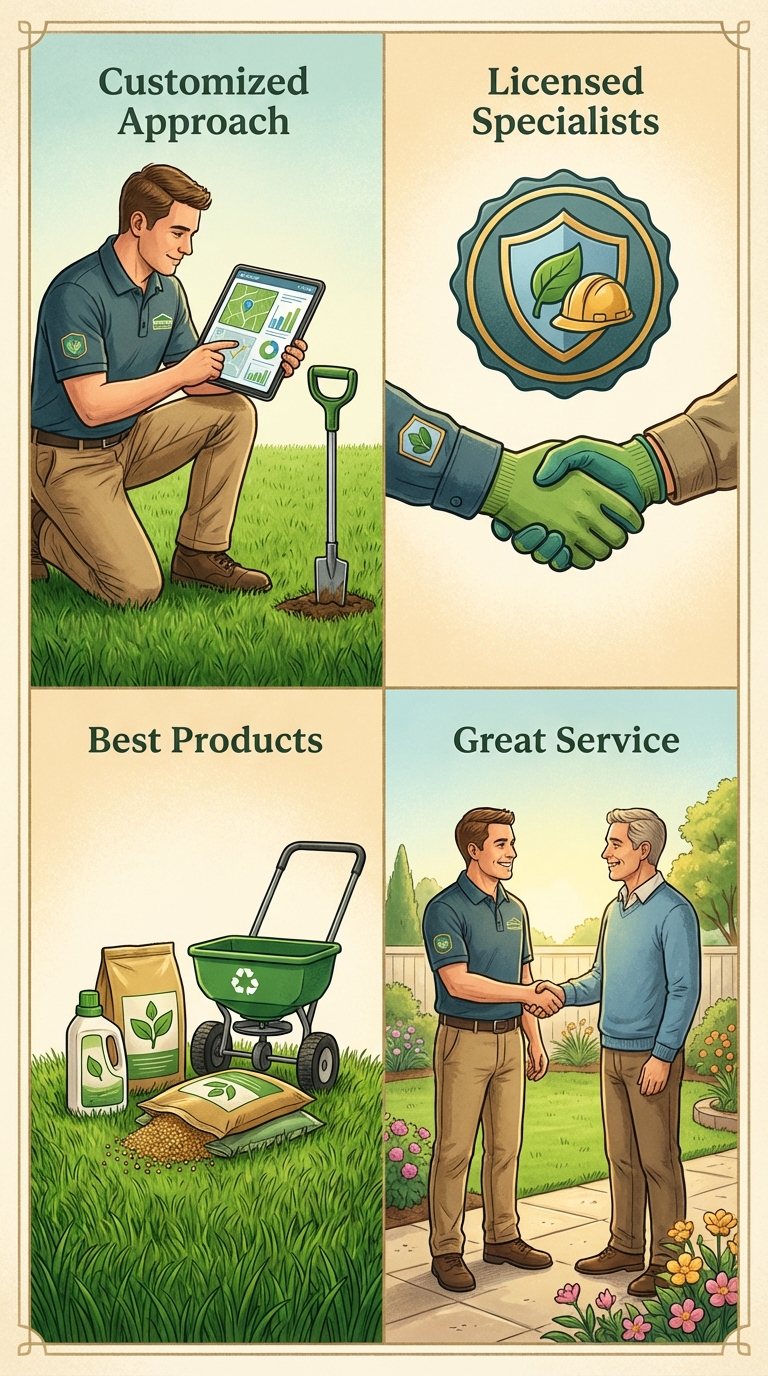 Customized
Approach
Licensed
Specialists
Best Products
Great Service